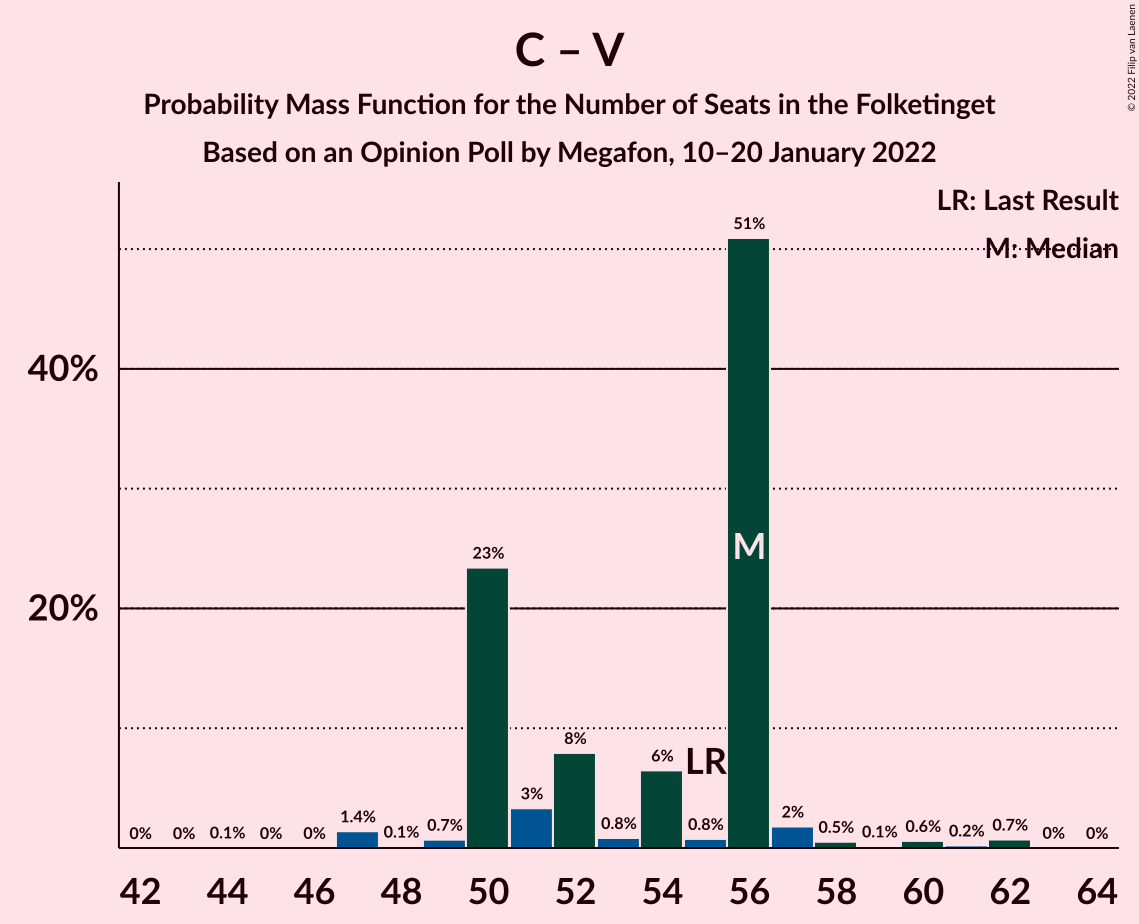 C – V
Probability Mass Function for the Number of Seats in the Folketinget
Based on an Opinion Poll by Megafon, 10–20 January 2022
© 2022 Filip van Laenen
LR: Last Result
M: Median
40%
20%
0% 0% 0.1% 0% 0% 1.4% 0.1% 0.7% 23% 3% 8% 0.8% 6% 0.8% 51% 2% 0.5% 0.1% 0.6% 0.2% 0.7% 0% 0%
LR
M
42 44 46 48 50 52 54 56 58 60 62 64